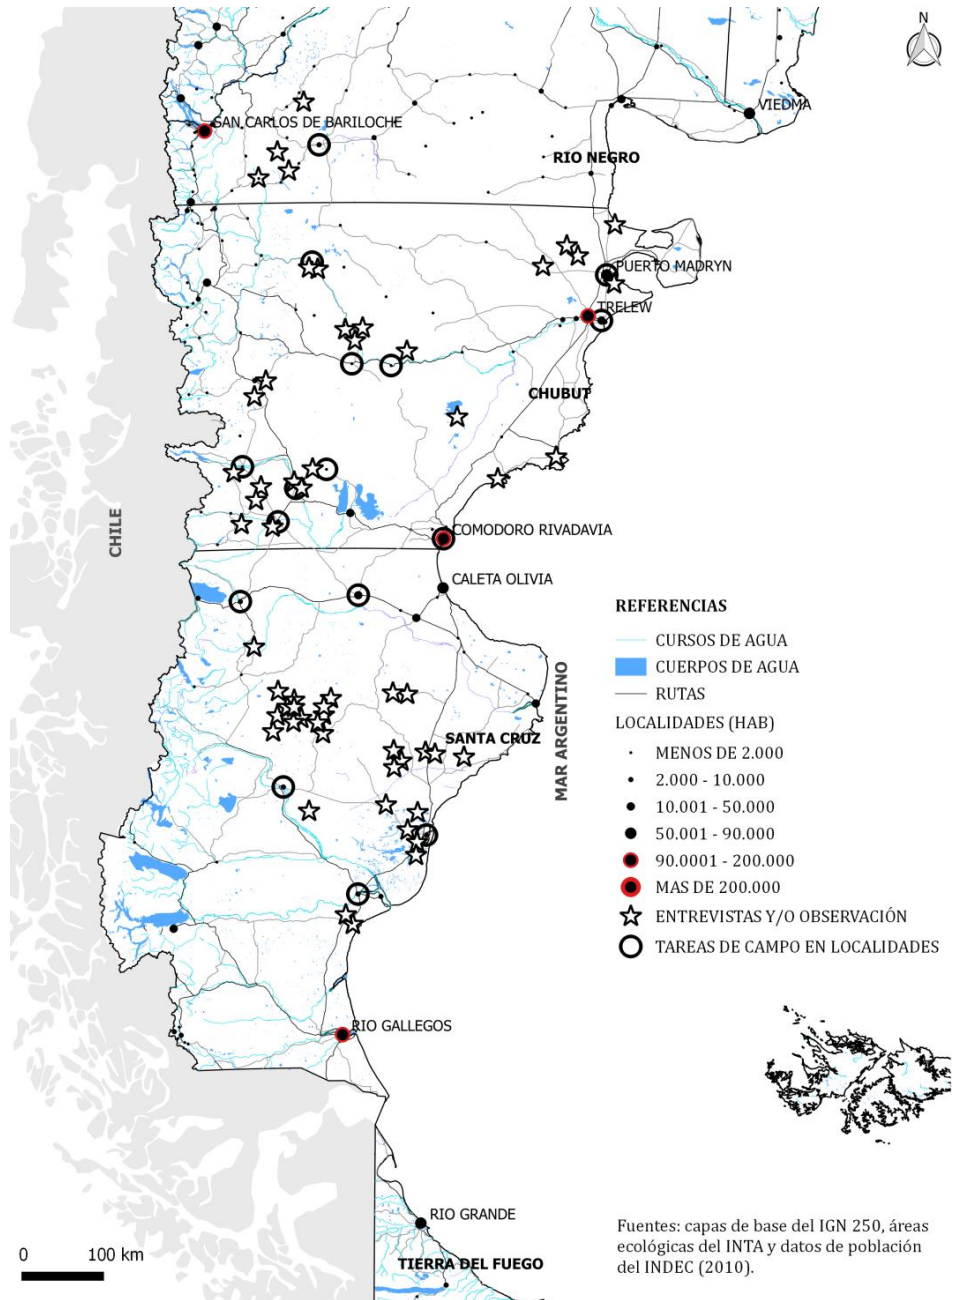 N
VIEDMA
SAN CARLOS DE BARILOCHE
RIO NEGRO
PUERTO MADRYN
TRELEW
CHUBUT
CHILE
COMODORO RIVADAVIA
CALETA OLIVIA
MAR ARGENTINO
SANTA CRUZ
REFERENCIAS
CURSOS DE AGUA
CUERPOS DE AGUA
RUTAS
LOCALIDADES (HAB)
MENOS DE 2.000
2.000 - 10.000
10.001 - 50.000
50.001 - 90.000
90.0001 - 200.000
MAS DE 200.000
ENTREVISTAS Y/O OBSERVACIÓN
TAREAS DE CAMPO EN LOCALIDADES
RIO GALLEGOS
RIO GRANDE
TIERRA DEL FUEGO
0 100 km
Fuentes: capas de base del IGN 250, áreas
ecológicas del INTA y datos de población
del INDEC (2010).